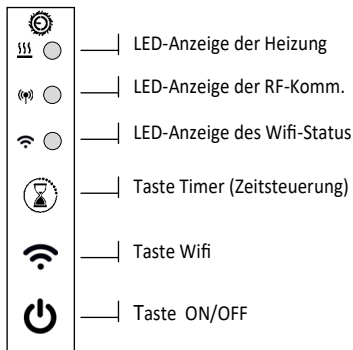 LED-Anzeige der Heizung
LED-Anzeige der RF-Komm.
LED-Anzeige des Wifi-Status
Taste Timer (Zeitsteuerung)
Taste Wifi
Taste ON/OFF